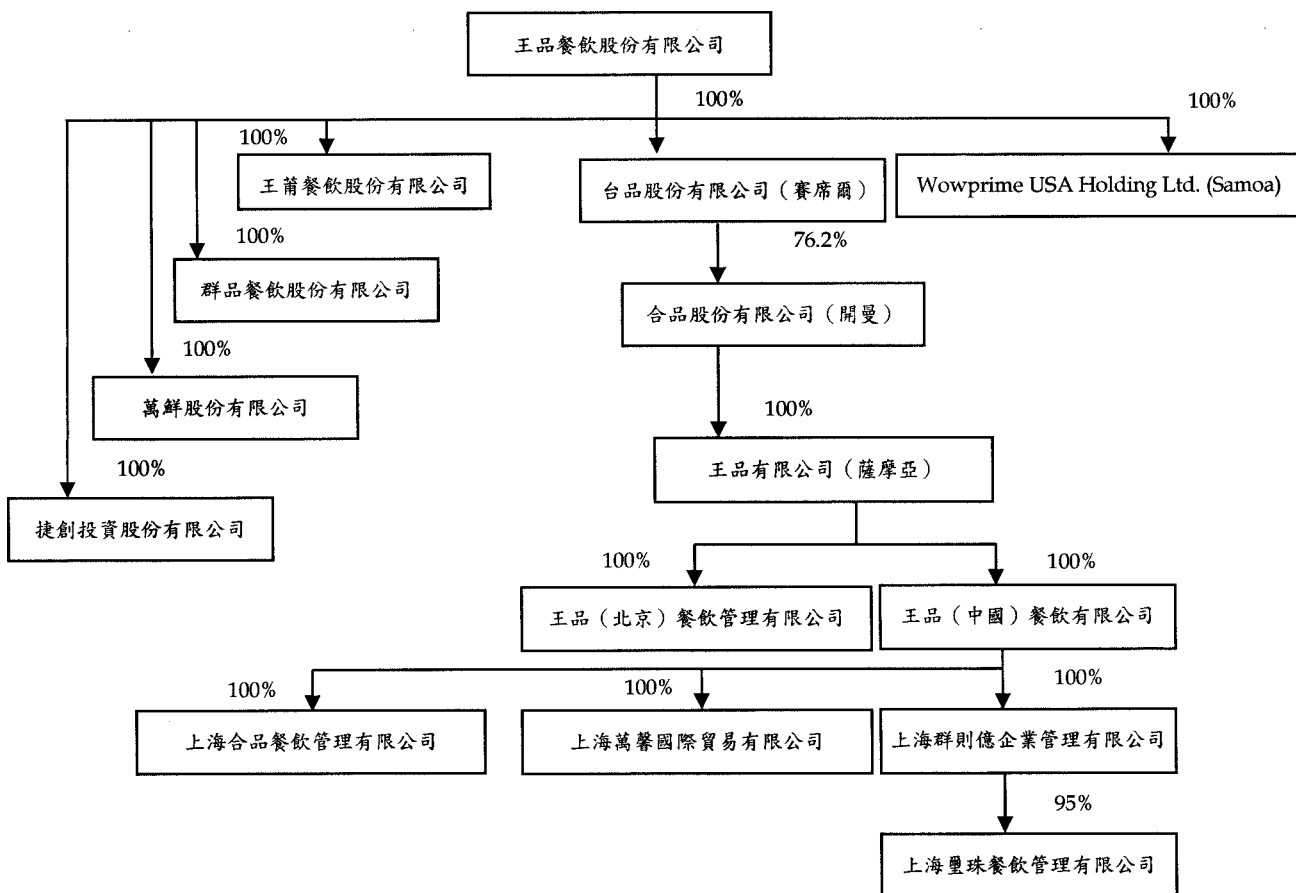 王品餐飲股份有限公司
100%
100%
100%
王莆餐飲股份有限公司
台品股份有限公司（賽席爾）
Wowprime USA Holding Ltd. (Samoa)
100%
76.2%
群品餐飲股份有限公司
合品股份有限公司（開曼）
100%
萬鮮股份有限公司
100%
100%
王品有限公司（薩摩亞）
捷創投資股份有限公司
100%
100%
王品（北京）餐飲管理有限公司
王品（中國）餐飲有限公司
100%
100%
100%
上海合品餐飲管理有限公司
上海萬馨國際貿易有限公司
上海群則億企業管理有限公司
95%
上海璽珠餐飲管理有限公司